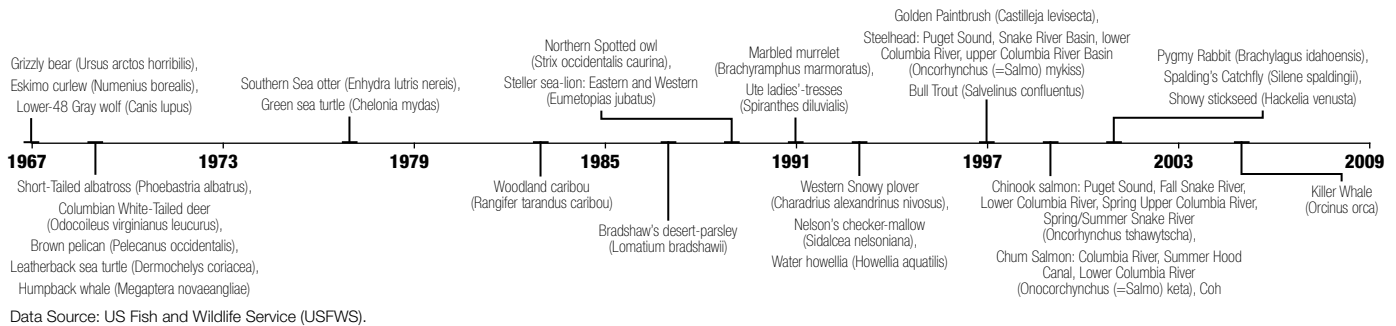 Grizzly bear (Ursus arctos horribilis),
Eskimo curlew (Numenius borealis),
Lower-48 Gray wolf (Canis lupus)
Southern Sea otter (Enhydra lutris nereis),
Green sea turtle (Chelonia mydas)
Northern Spotted owl
(Strix occidentalis caurina),
Steller sea-lion: Eastern and Western
(Eumetopias jubatus)
Marbled murrelet
(Brachyramphus marmoratus),
Ute ladies'-tresses
(Spiranthes diluvialis)
Golden Paintbrush (Castilleja levisecta),
Steelhead: Puget Sound, Snake River Basin, lower
Columbia River, upper Columbia River Basin
(Oncorhynchus (=Salmo) mykiss)
Bull Trout (Salvelinus confluentus)
Pygmy Rabbit (Brachylagus idahoensis),
Spalding's Catchfly (Silene spaldingii),
Showy stickseed (Hackelia venusta)
1967 1973 1979 1985 1991 1997 2003 2009
Short-Tailed albatross (Phoebastria albatrus),
Columbian White-Tailed deer
(Odocoileus virginianus leucurus),
Brown pelican (Pelecanus occidentalis),
Leatherback sea turtle (Dermochelys coriacea),
Humpback whale (Megaptera novaeangliae)
Woodland caribou
(Rangifer tarandus caribou)
Bradshaw's desert-parsley
(Lomatium bradshawii)
Western Snowy plover
(Charadrius alexandrinus nivosus),
Nelson's checker-mallow
(Sidalcea nelsoniana),
Water howellia (Howellia aquatilis)
Chinook salmon: Puget Sound, Fall Snake River,
Lower Columbia River, Spring Upper Columbia River,
Spring/Summer Snake River
(Oncorhynchus tshawytscha),
Chum Salmon: Columbia River, Summer Hood
Canal, Lower Columbia River
(Onocorchynchus (=Salmo) keta), Coh
Killer Whale
(Orcinus orca)
Data Source: US Fish and Wildlife Service (USFWS).